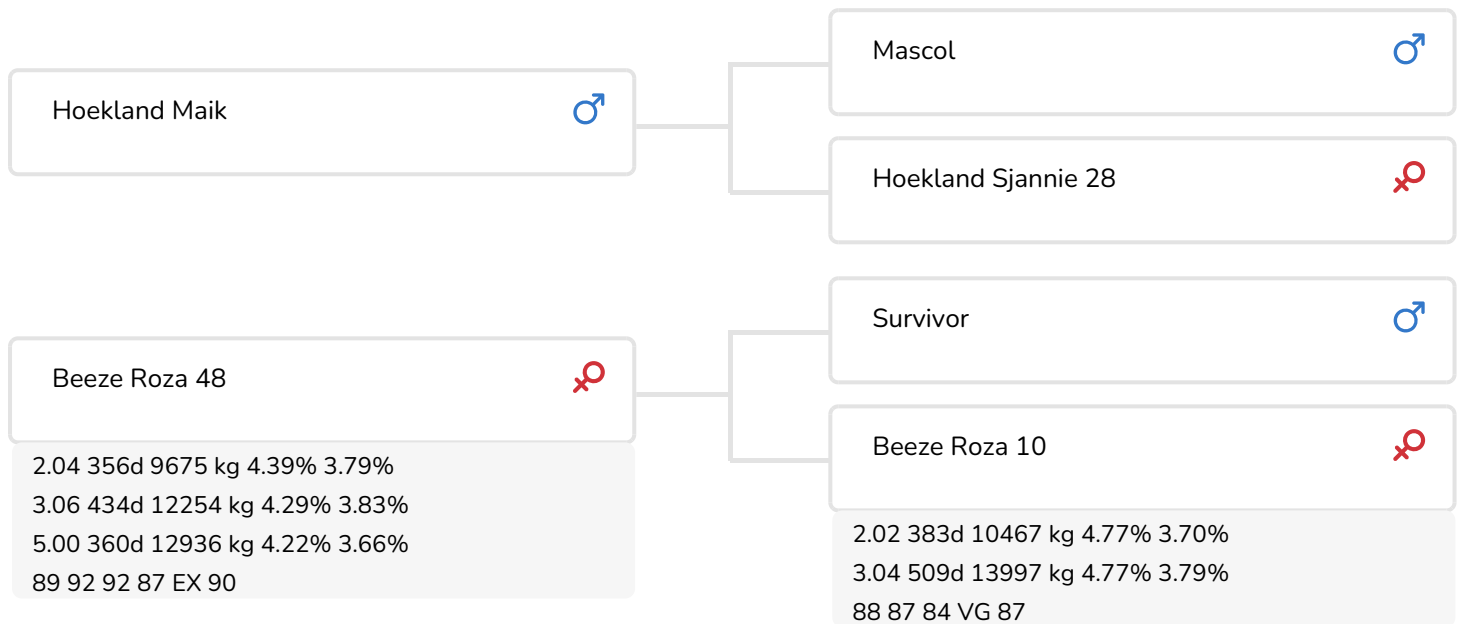 Hoekland Maik
Mascol
Hoekland Sjannie 28
Beeze Roza 48
2.04 356d 9675 kg 4.39% 3.79%
3.06 434d 12254 kg 4.29% 3.83%
5.00 360d 12936 kg 4.22% 3.66%
89 92 92 87 EX 90
Survivor
Beeze Roza 10
2.02 383d 10467 kg 4.77% 3.70%
3.04 509d 13997 kg 4.77% 3.79%
88 87 84 VG 87